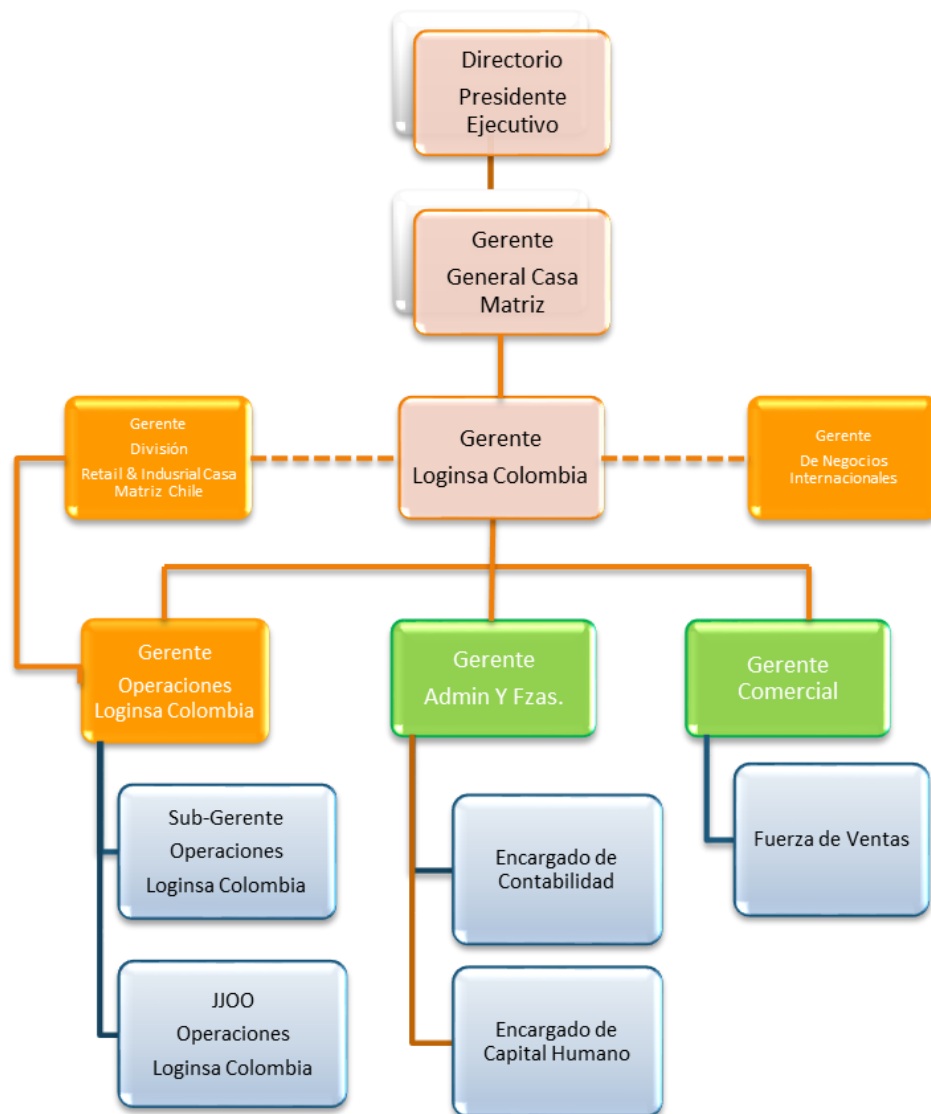 Directorio
Presidente
Ejecutivo
Gerente
General Casa
Matriz
Gerente
División
Retail & Indusrial Casa
Matriz Chile
Gerente
Loginsa Colombia
Gerente
De Negocios
Internacionales
Gerente
Operaciones
Loginsa Colombia
Gerente
Admin Y Fzas.
Gerente
Comercial
Sub-Gerente
Operaciones
Loginsa Colombia
Encargado de
Contabilidad
Fuerza de Ventas
JJOO
Operaciones
Loginsa Colombia
Encargado de
Capital Humano